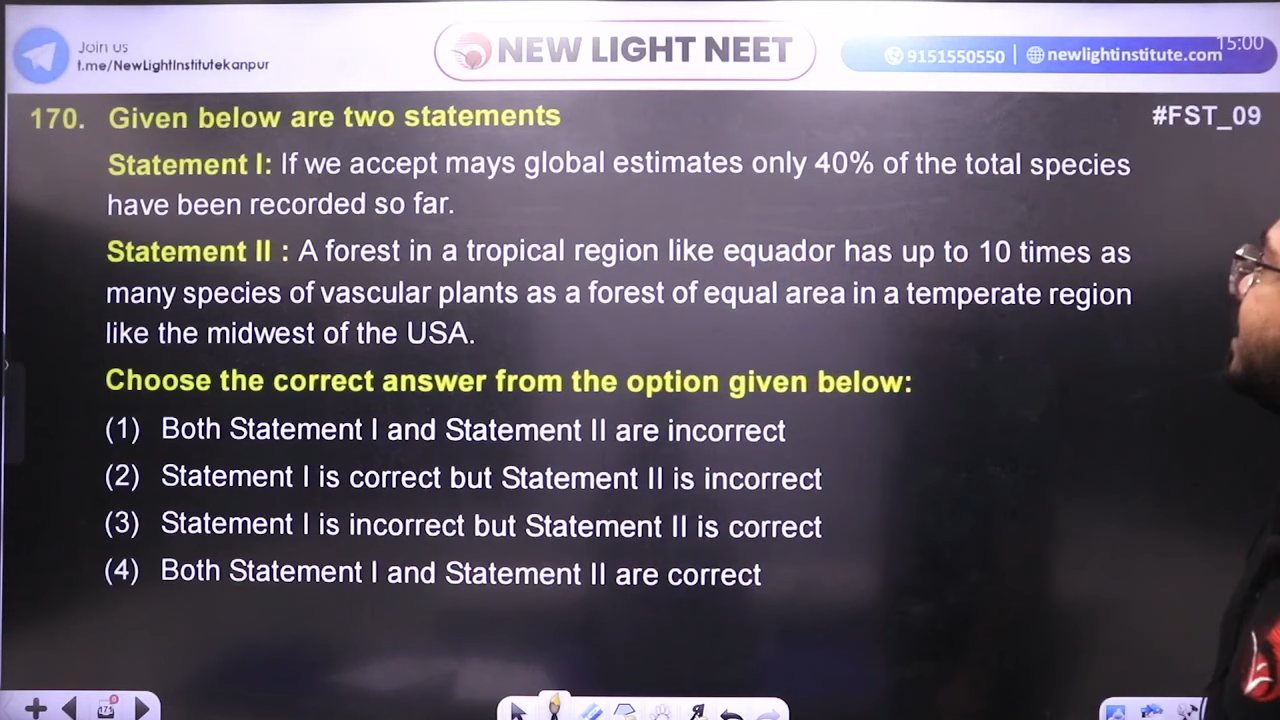 Join us
t.me/NewLightInstitutekanpur
NEW LIGHT NEET
9151550550 | newlightinstitute.com
15:00
170. Given below are two statements
#FST_09
Statement I: If we accept mays global estimates only 40% of the total species
have been recorded so far.
Statement II : A forest in a tropical region like equador has up to 10 times as
many species of vascular plants as a forest of equal area in a temperate region
like the midwest of the USA.
Choose the correct answer from the option given below:
(1) Both Statement I and Statement II are incorrect
(2) Statement I is correct but Statement II is incorrect
(3) Statement I is incorrect but Statement II is correct
(4) Both Statement I and Statement II are correct